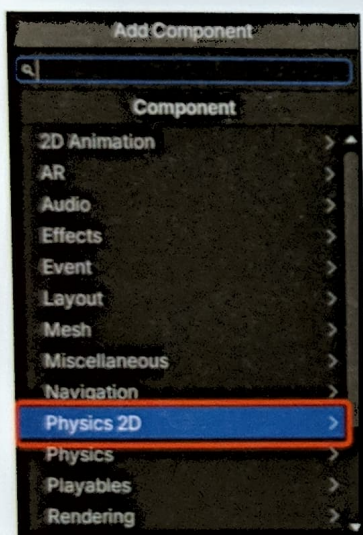 Add Component
Component
2D Animation
AR
Audio
Effects
Event
Layout
Mesh
Miscellaneous
Navigation
Physics 2D
Physics
Playables
Rendering